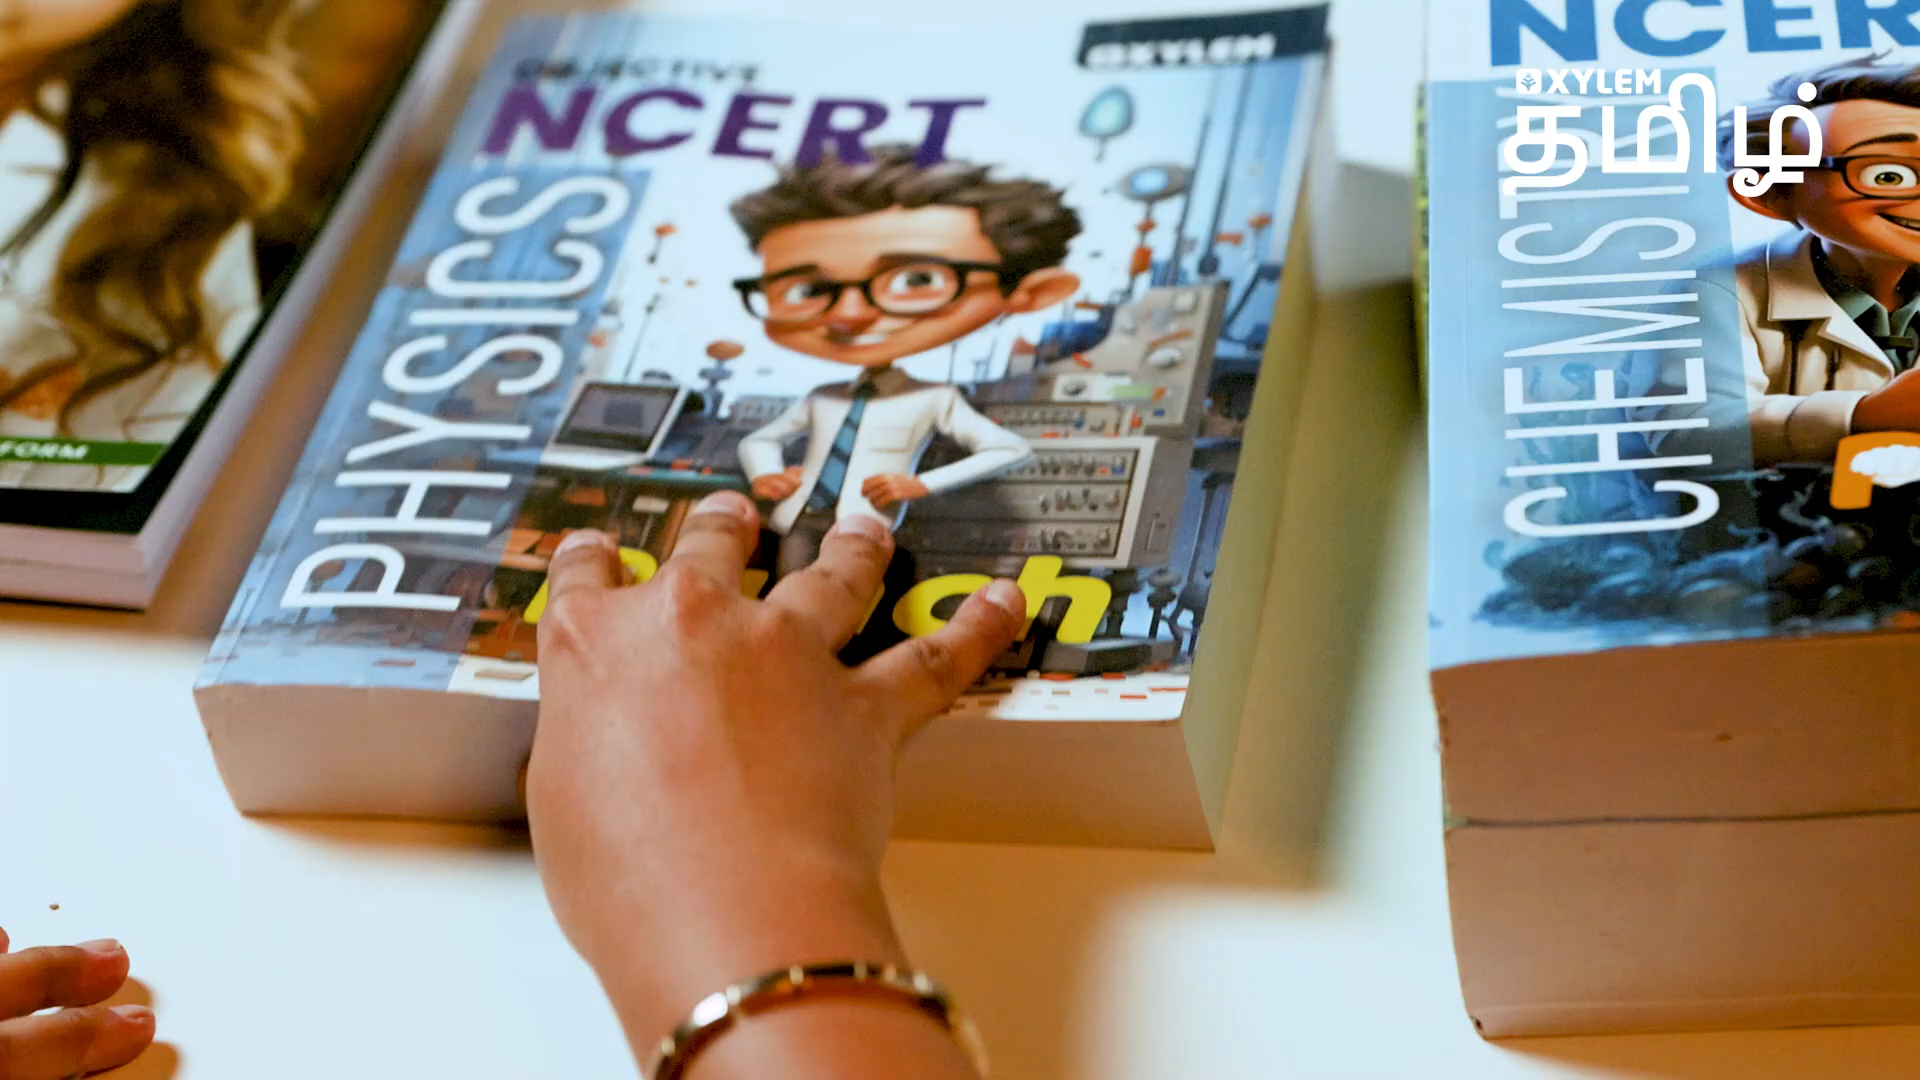 OBJECTIVE
NCERT
PHYSICS
XYLEM
FORM
NCER
CHEMISTRY
XYLEM
தமிழ்